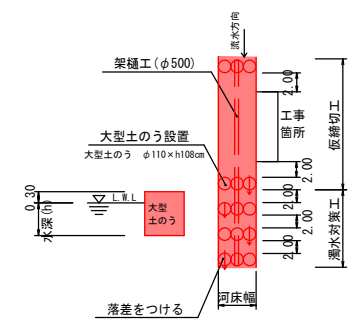 流水方向
架樋工(φ500)
2.00
工事
箇所
仮締切工
大型土のう設置
大型土のう φ110×h108cm
2.00
0.30
L.W.L
水深(h)
大型
土のう
2.00
2.00
2.00
濁水対策工
河床幅
落差をつける